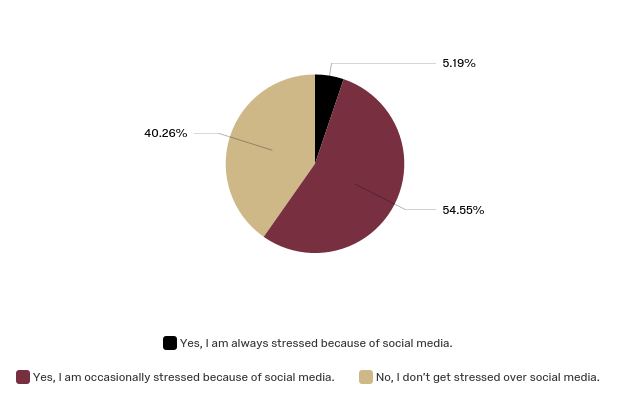 5.19%
40.26%
54.55%
Yes, I am always stressed because of social media.
Yes, I am occasionally stressed because of social media.
No, I don't get stressed over social media.